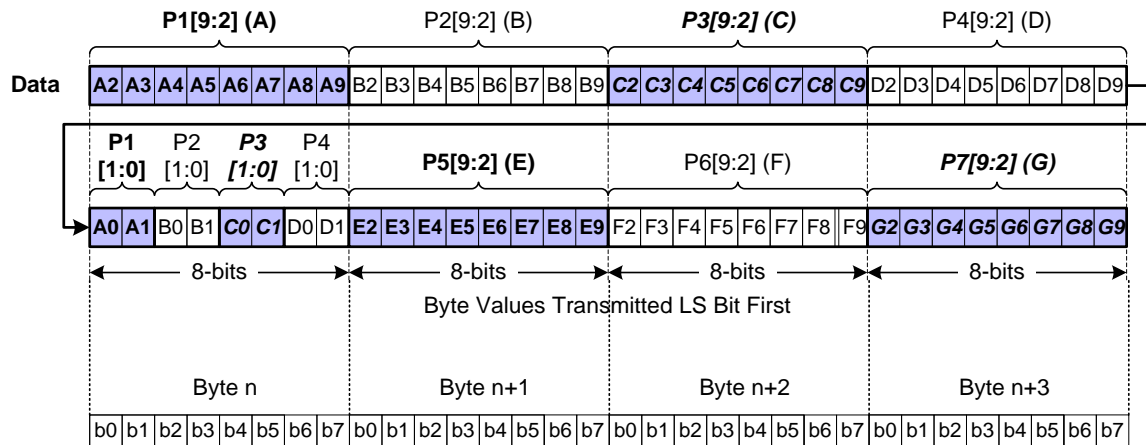 P1[9:2] (A) P2[9:2] (B) P3[9:2] (C) P4[9:2] (D)
Data A2 A3 A4 A5 A6 A7 A8 A9 B2 B3 B4 B5 B6 B7 B8 B9 C2 C3 C4 C5 C6 C7 C8 C9 D2 D3 D4 D5 D6 D7 D8 D9
P1 P2 P3 P4
[1:0] [1:0] [1:0] [1:0] P5[9:2] (E) P6[9:2] (F) P7[9:2] (G)
A0 A1 B0 B1 C0 C1 D0 D1 E2 E3 E4 E5 E6 E7 E8 E9 F2 F3 F4 F5 F6 F7 F8 F9 G2 G3 G4 G5 G6 G7 G8 G9
8-bits 8-bits 8-bits 8-bits
Byte Values Transmitted LS Bit First
Byte n Byte n+1 Byte n+2 Byte n+3
b0 b1 b2 b3 b4 b5 b6 b7 b0 b1 b2 b3 b4 b5 b6 b7 b0 b1 b2 b3 b4 b5 b6 b7 b0 b1 b2 b3 b4 b5 b6 b7